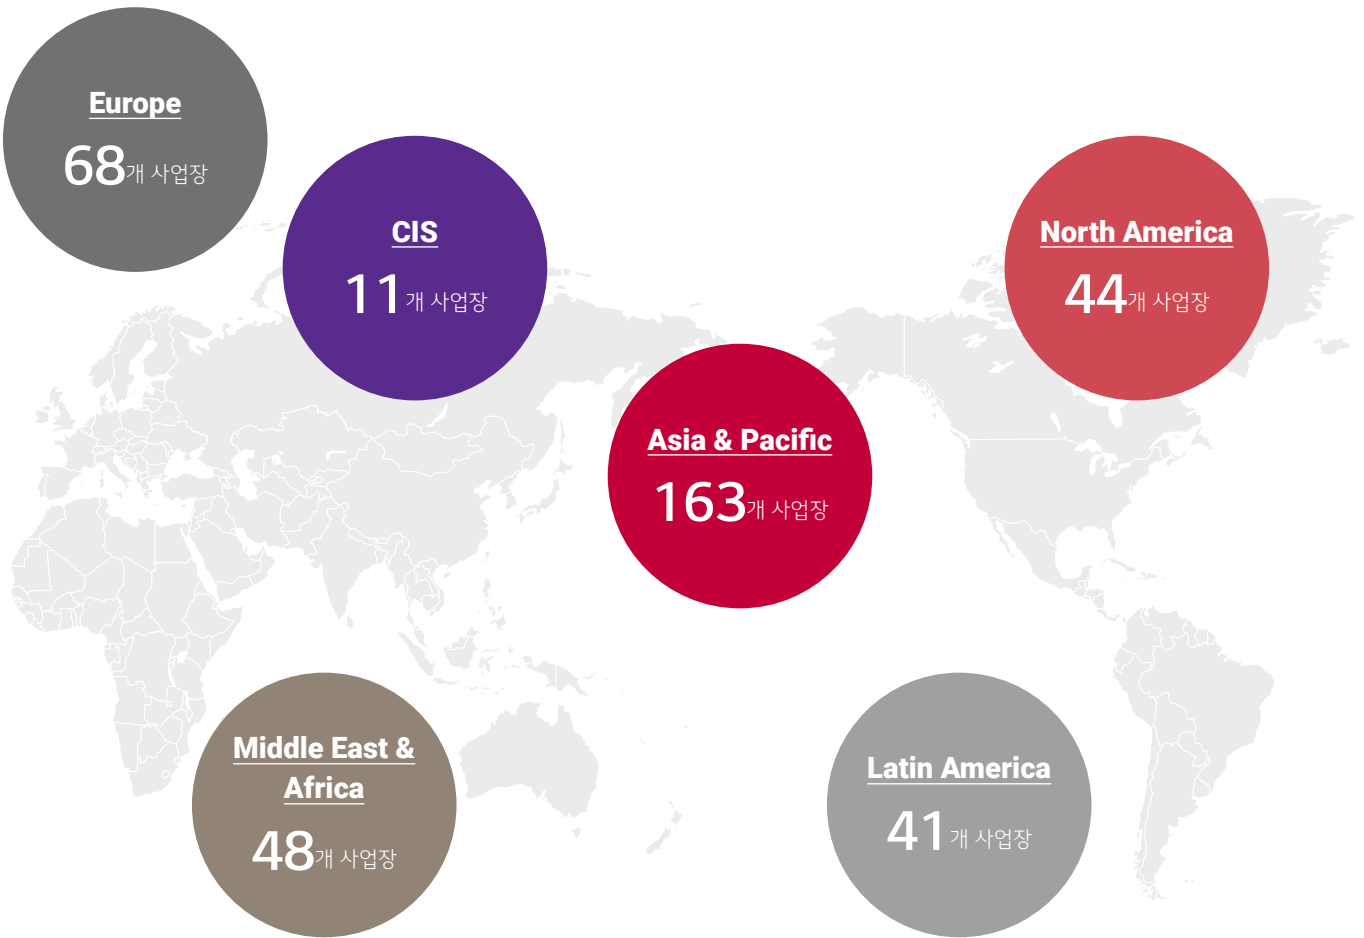 Europe
68개 사업장
CIS
11개 사업장
North America
44개 사업장
Asia & Pacific
163개 사업장
Middle East &
Africa
48개 사업장
Latin America
41개 사업장